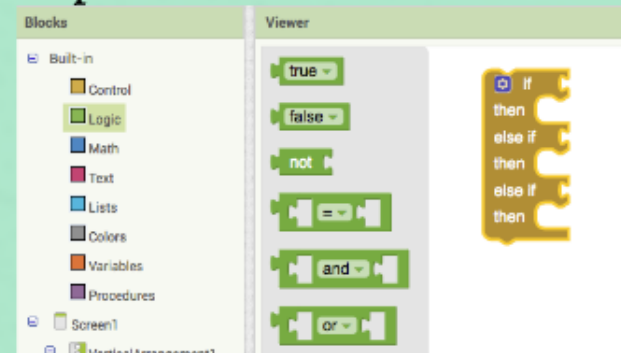 Blocks
Viewer
Built-in
Control
Logic
Math
Text
Lists
Colors
Variables
Procedures
Screen1
VerticalArrangement1
true
false
not
=
and
or
if
then
else if
then
else if
then